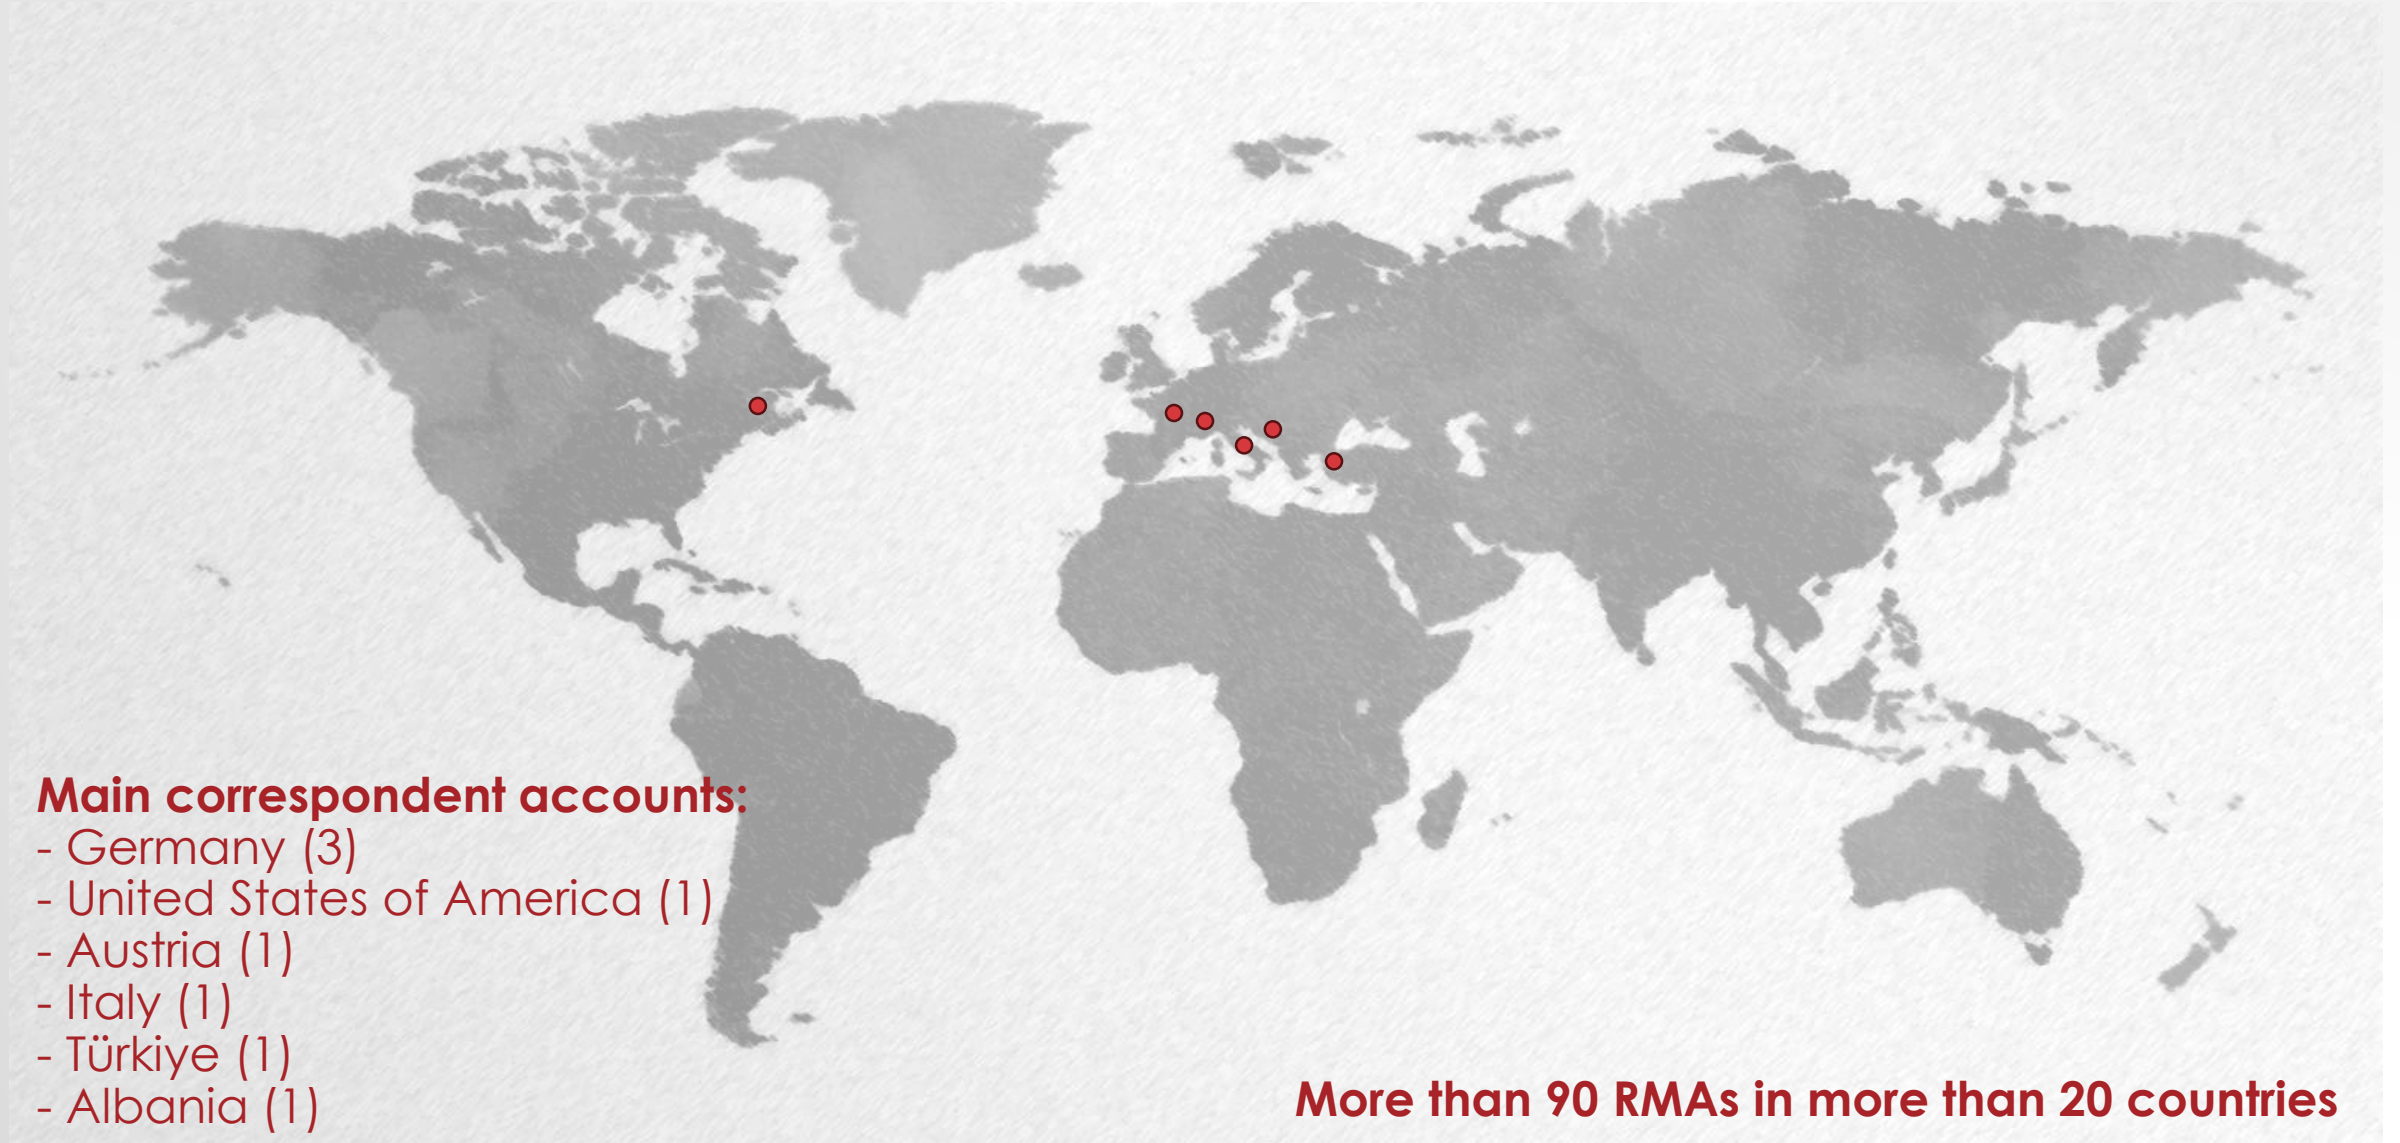 Main correspondent accounts:
- Germany (3)
- United States of America (1)
- Austria (1)
- Italy (1)
- Türkiye (1)
- Albania (1)
More than 90 RMAs in more than 20 countries